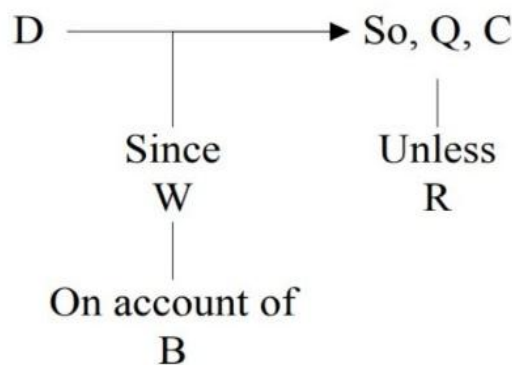 D So, Q, C
Since Unless
W R
On account of
B